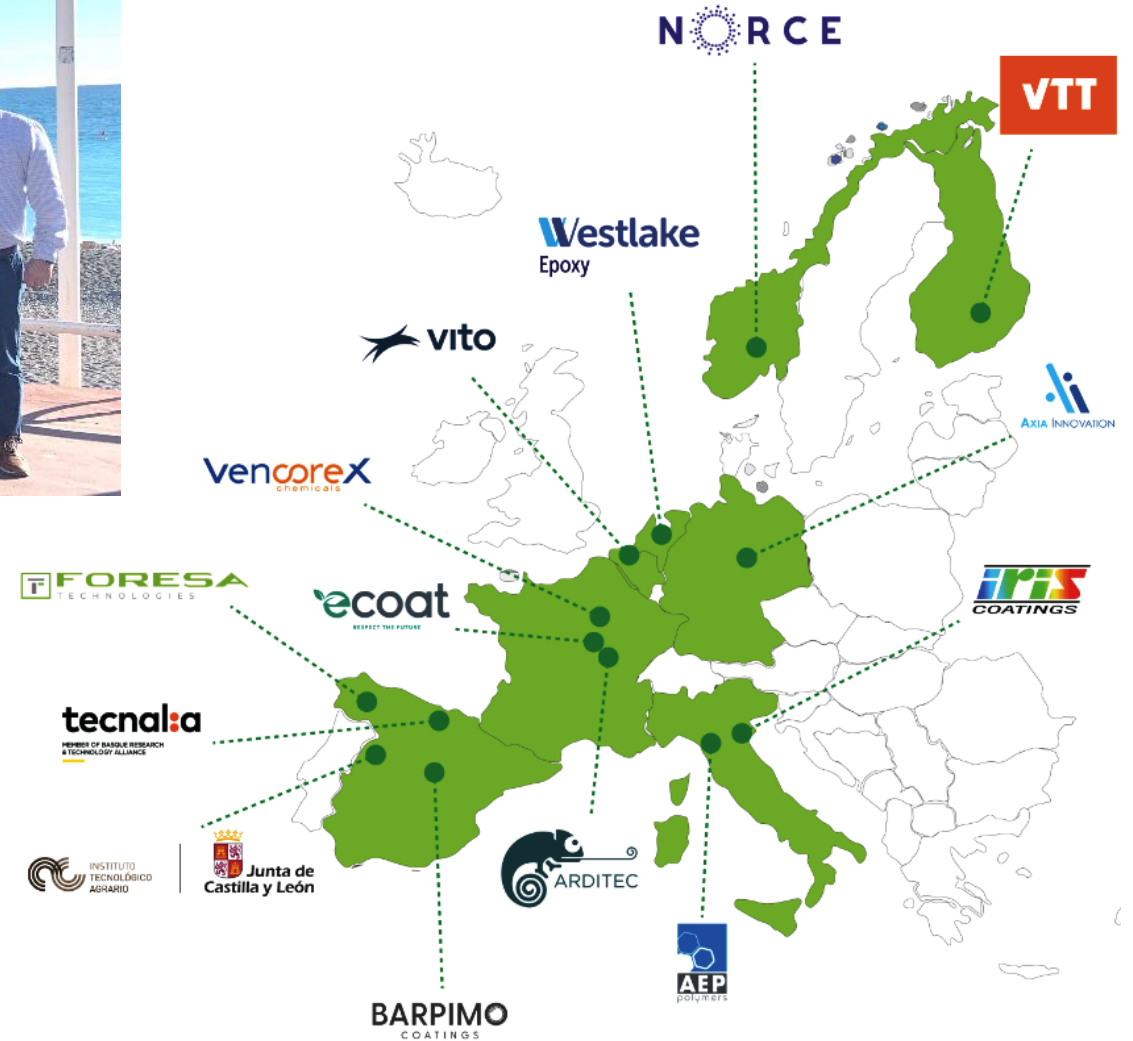 NORCE
VTT
Westlake
Epoxy
vito
AXIA INNOVATION
vencorex
chemicals
FORESA
TECHNOLOGIES
ecoat
RESPECT THE FUTURE
iris
COATINGS
tecnal:a
MEMBER OF BASQUE RESEARCH
& TECHNOLOGY ALLIANCE
INSTITUTO
TECNOLÓGICO
AGRARIO
Junta de
Castilla y León
ARDITEC
AEP
polymers
BARPIMO
COATINGS